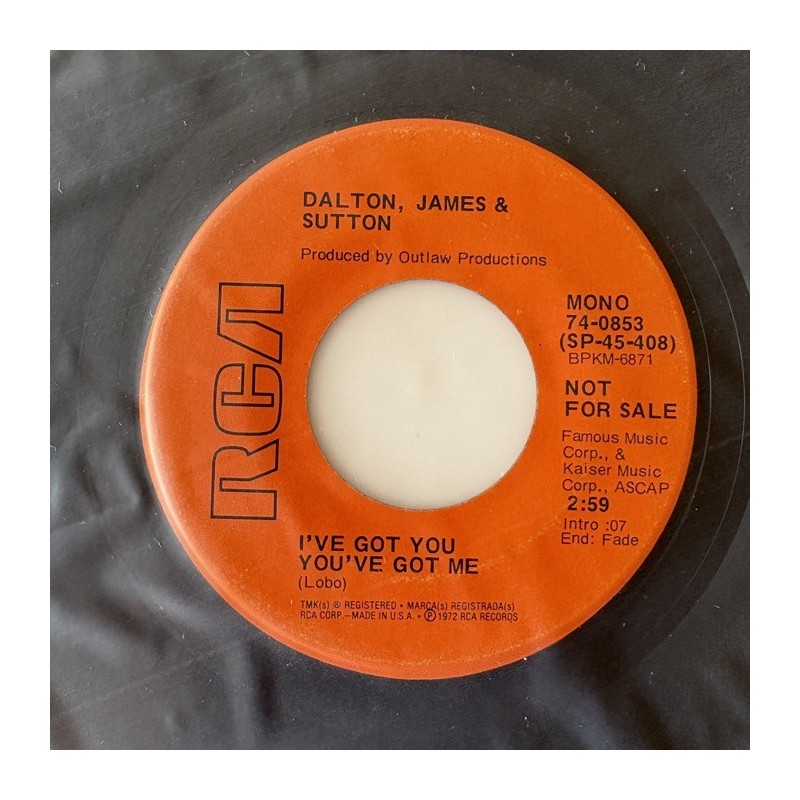 DALTON, JAMES &
SUTTON
Produced by Outlaw Productions
RCA
MONO
74-0853
(SP-45-408)
BPKM-6871
NOT
FOR SALE
Famous Music
Corp., &
Kaiser Music
Corp., ASCAP
2:59
Intro :07
End: Fade
I'VE GOT YOU
YOU'VE GOT ME
(Lobo)
TMK(s) ® REGISTERED • MARCA(s) REGISTRADA(s)
RCA CORP.—MADE IN U.S.A. • ℗ 1972 RCA RECORDS